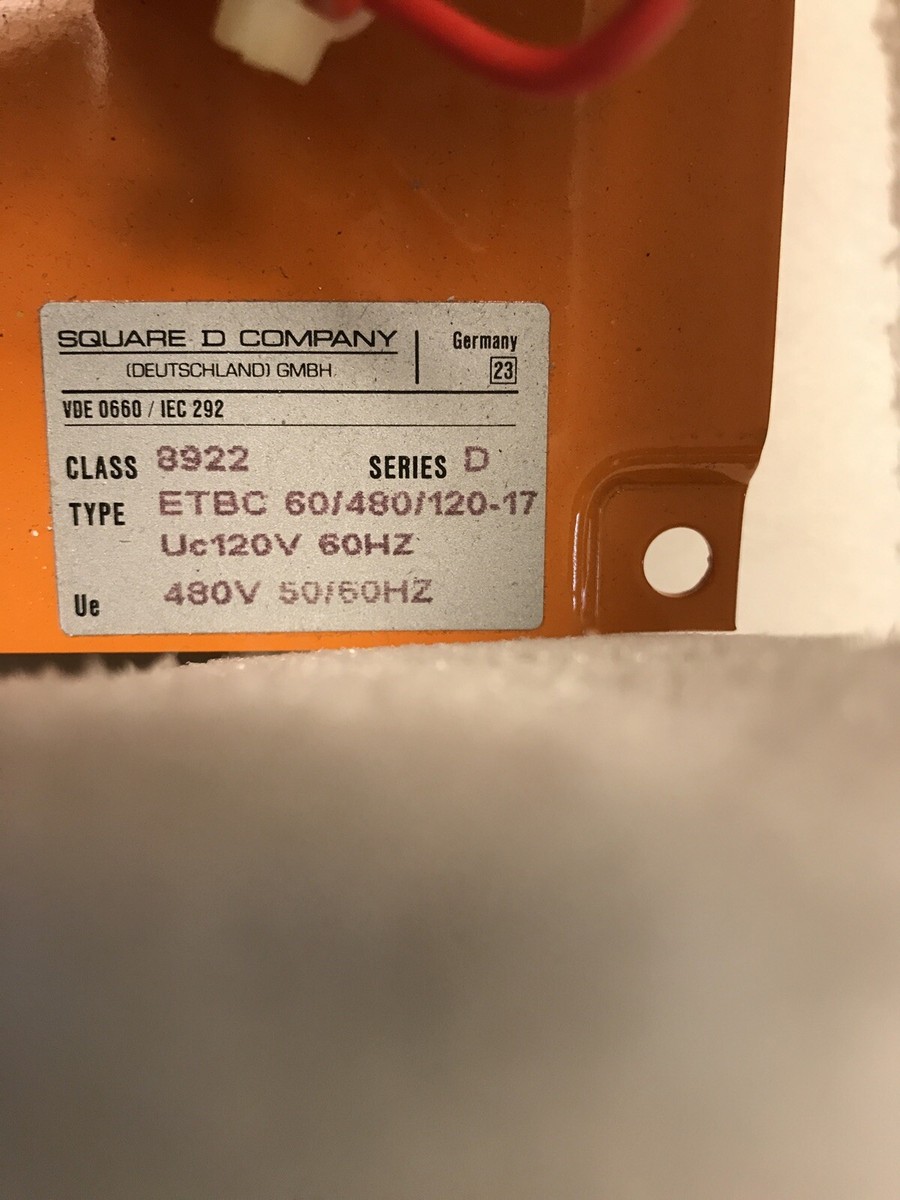 SQUARE D COMPANY
(DEUTSCHLAND) GMBH
Germany
23
VDE 0660 / IEC 292
CLASS 8922 SERIES D
TYPE ETBC 60/480/120-17
Uc120V 60HZ
Ue 480V 50/60HZ